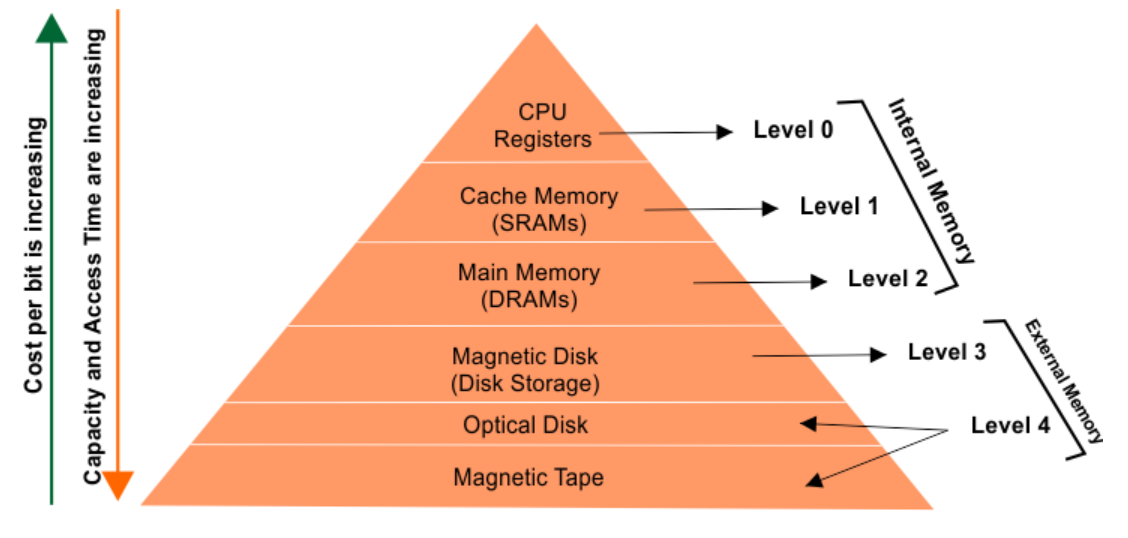 Cost per bit is increasing
Capacity and Access Time are increasing
CPU
Registers
Level 0
Cache Memory
(SRAMs)
Level 1
Main Memory
(DRAMs)
Level 2
Internal Memory
Magnetic Disk
(Disk Storage)
Level 3
Optical Disk
Level 4
Magnetic Tape
External Memory